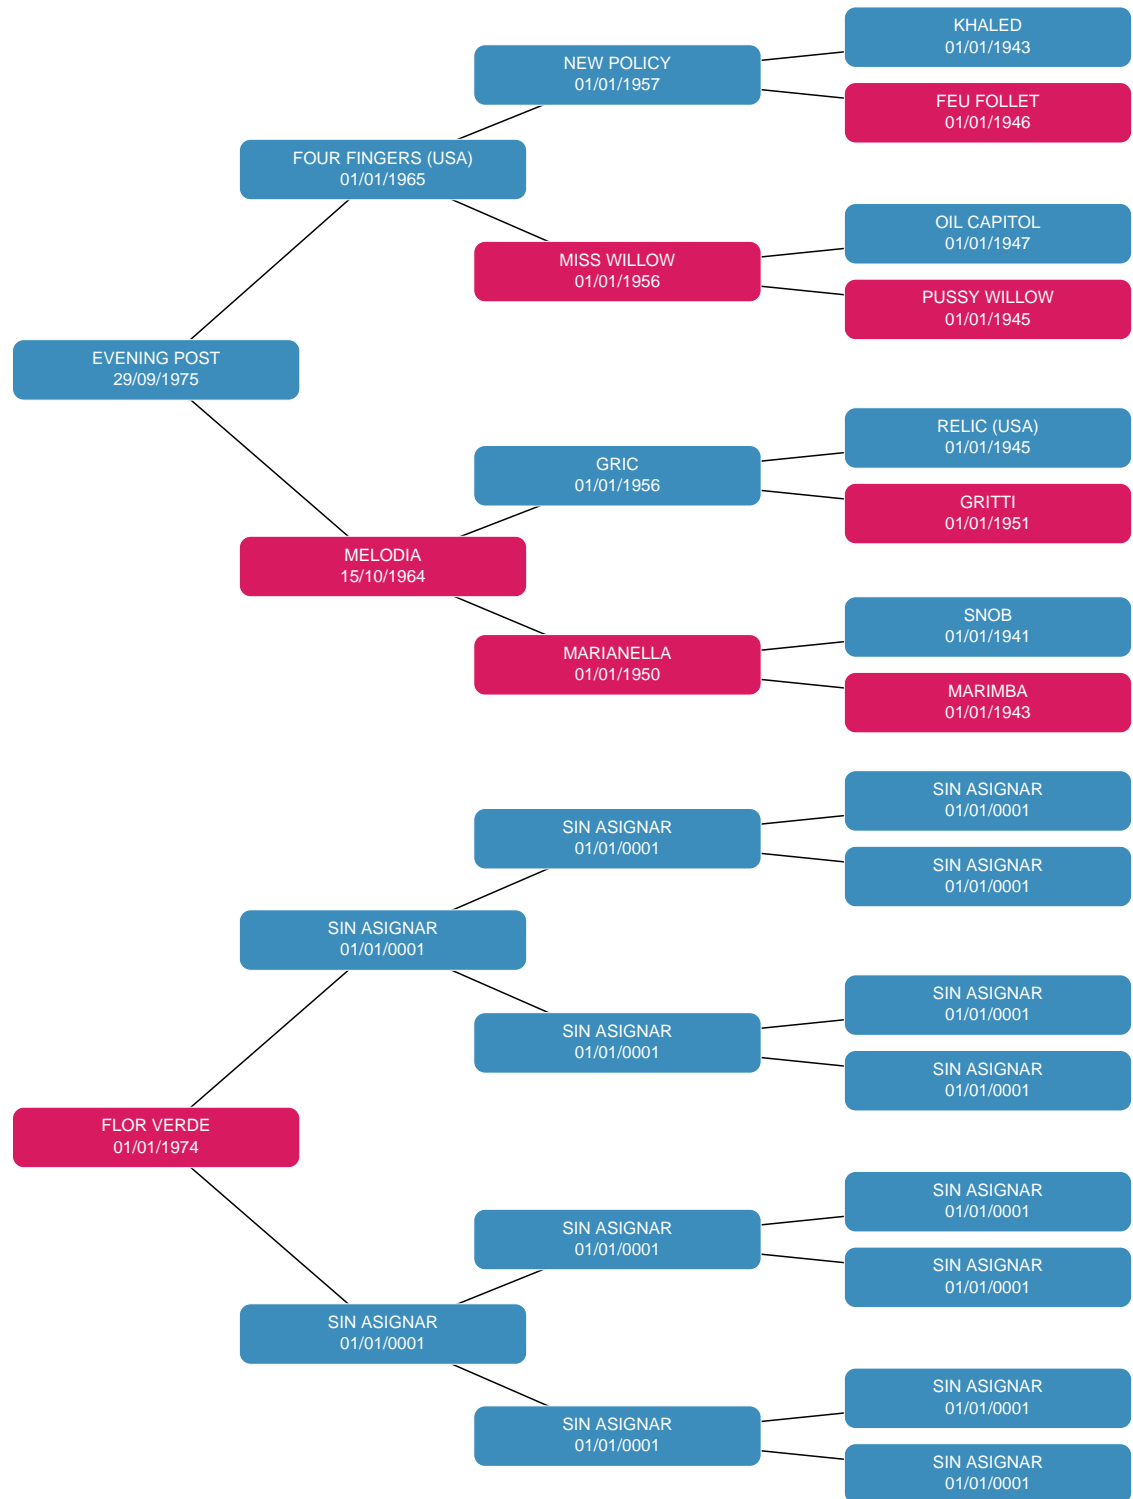 KHALED
01/01/1943
NEW POLICY
01/01/1957
FEU FOLLET
01/01/1946
FOUR FINGERS (USA)
01/01/1965
OIL CAPITOL
01/01/1947
MISS WILLOW
01/01/1956
PUSSY WILLOW
01/01/1945
EVENING POST
29/09/1975
RELIC (USA)
01/01/1945
GRIC
01/01/1956
GRITTI
01/01/1951
MELODIA
15/10/1964
SNOB
01/01/1941
MARIANELLA
01/01/1950
MARIMBA
01/01/1943
SIN ASIGNAR
01/01/0001
SIN ASIGNAR
01/01/0001
SIN ASIGNAR
01/01/0001
SIN ASIGNAR
01/01/0001
SIN ASIGNAR
01/01/0001
SIN ASIGNAR
01/01/0001
SIN ASIGNAR
01/01/0001
FLOR VERDE
01/01/1974
SIN ASIGNAR
01/01/0001
SIN ASIGNAR
01/01/0001
SIN ASIGNAR
01/01/0001
SIN ASIGNAR
01/01/0001
SIN ASIGNAR
01/01/0001
SIN ASIGNAR
01/01/0001
SIN ASIGNAR
01/01/0001